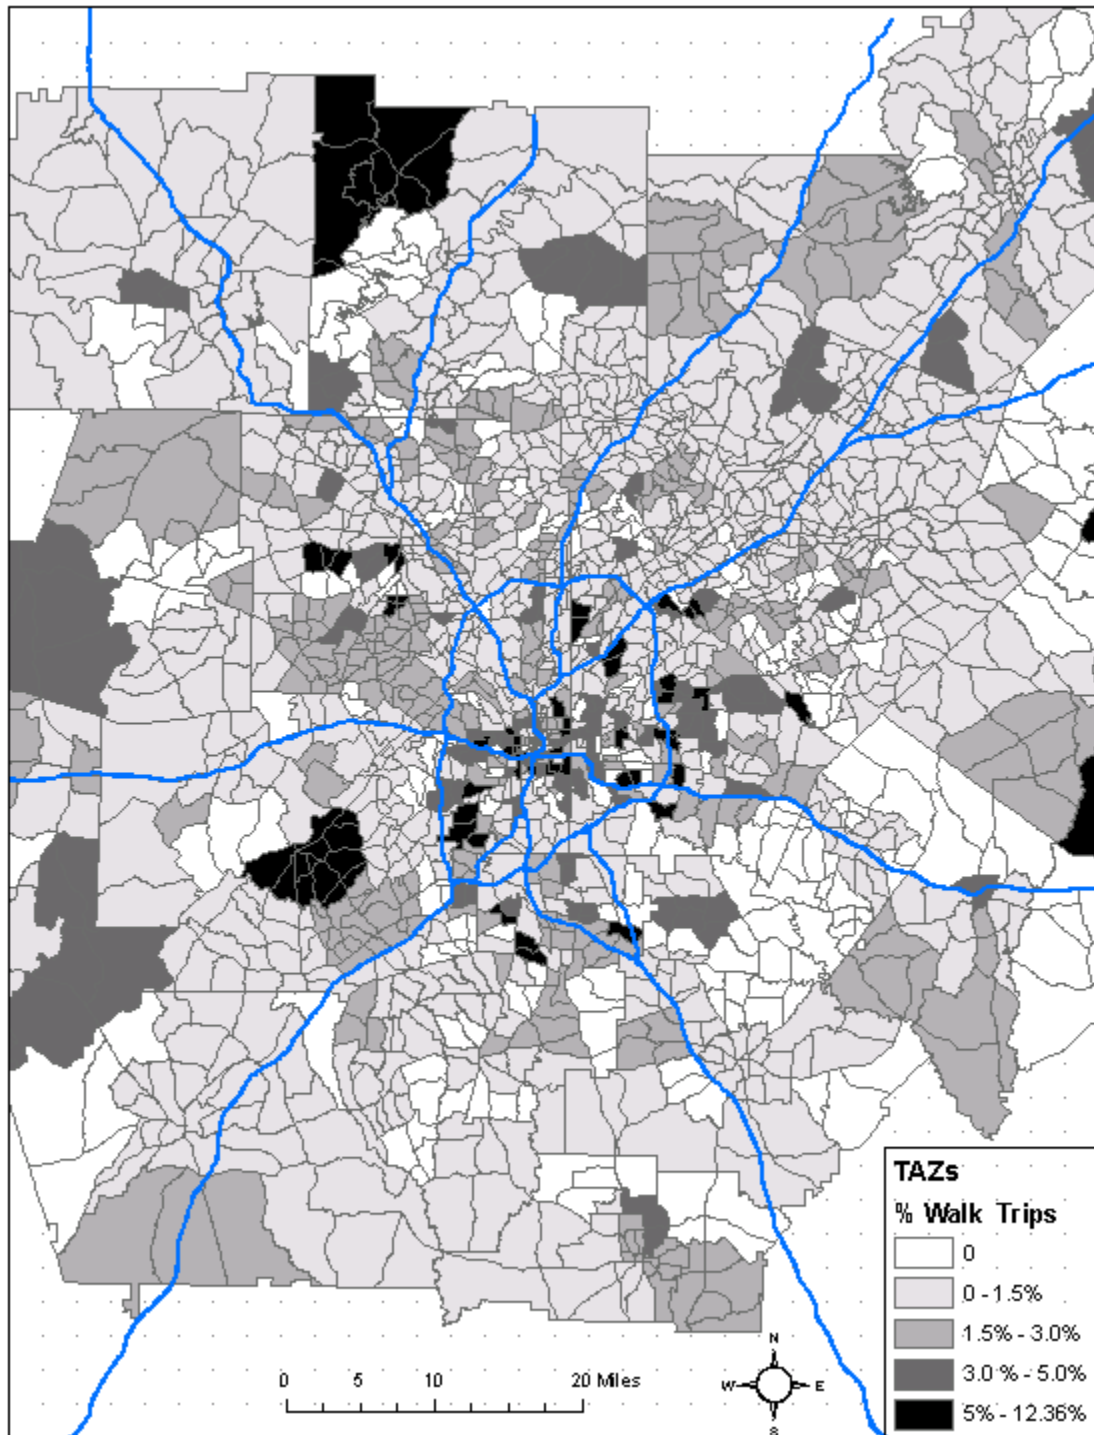 TAZs
% Walk Trips
0
0 - 1.5%
1.5% - 3.0%
3.0 % - 5.0%
5% - 12.36%
N
W E
S
0 5 10 20 Miles